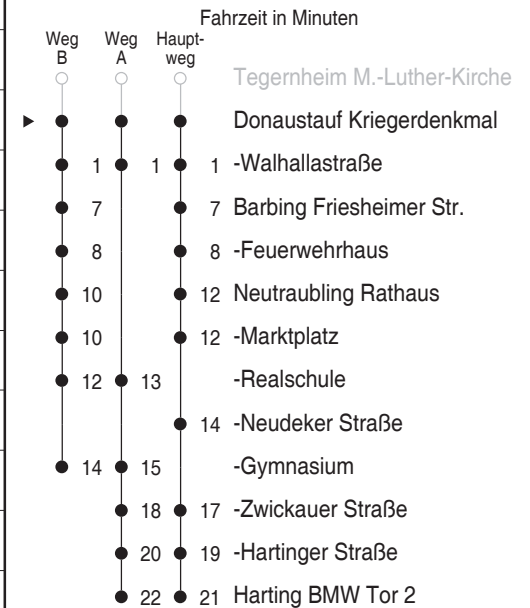 Fahrzeit in Minuten
Weg B Weg A Haupt-weg
Tegernheim M.-Luther-Kirche
Donaustauf Kriegerdenkmal
1 1 1 -Walhallastraße
7 7 Barbing Friesheimer Str.
8 8 -Feuerwehrhaus
10 12 Neutraubling Rathaus
10 12 -Marktplatz
12 13 -Realschule
14 -Neudeker Straße
14 15 -Gymnasium
18 17 -Zwickauer Straße
20 19 -Hartinger Straße
22 21 Harting BMW Tor 2